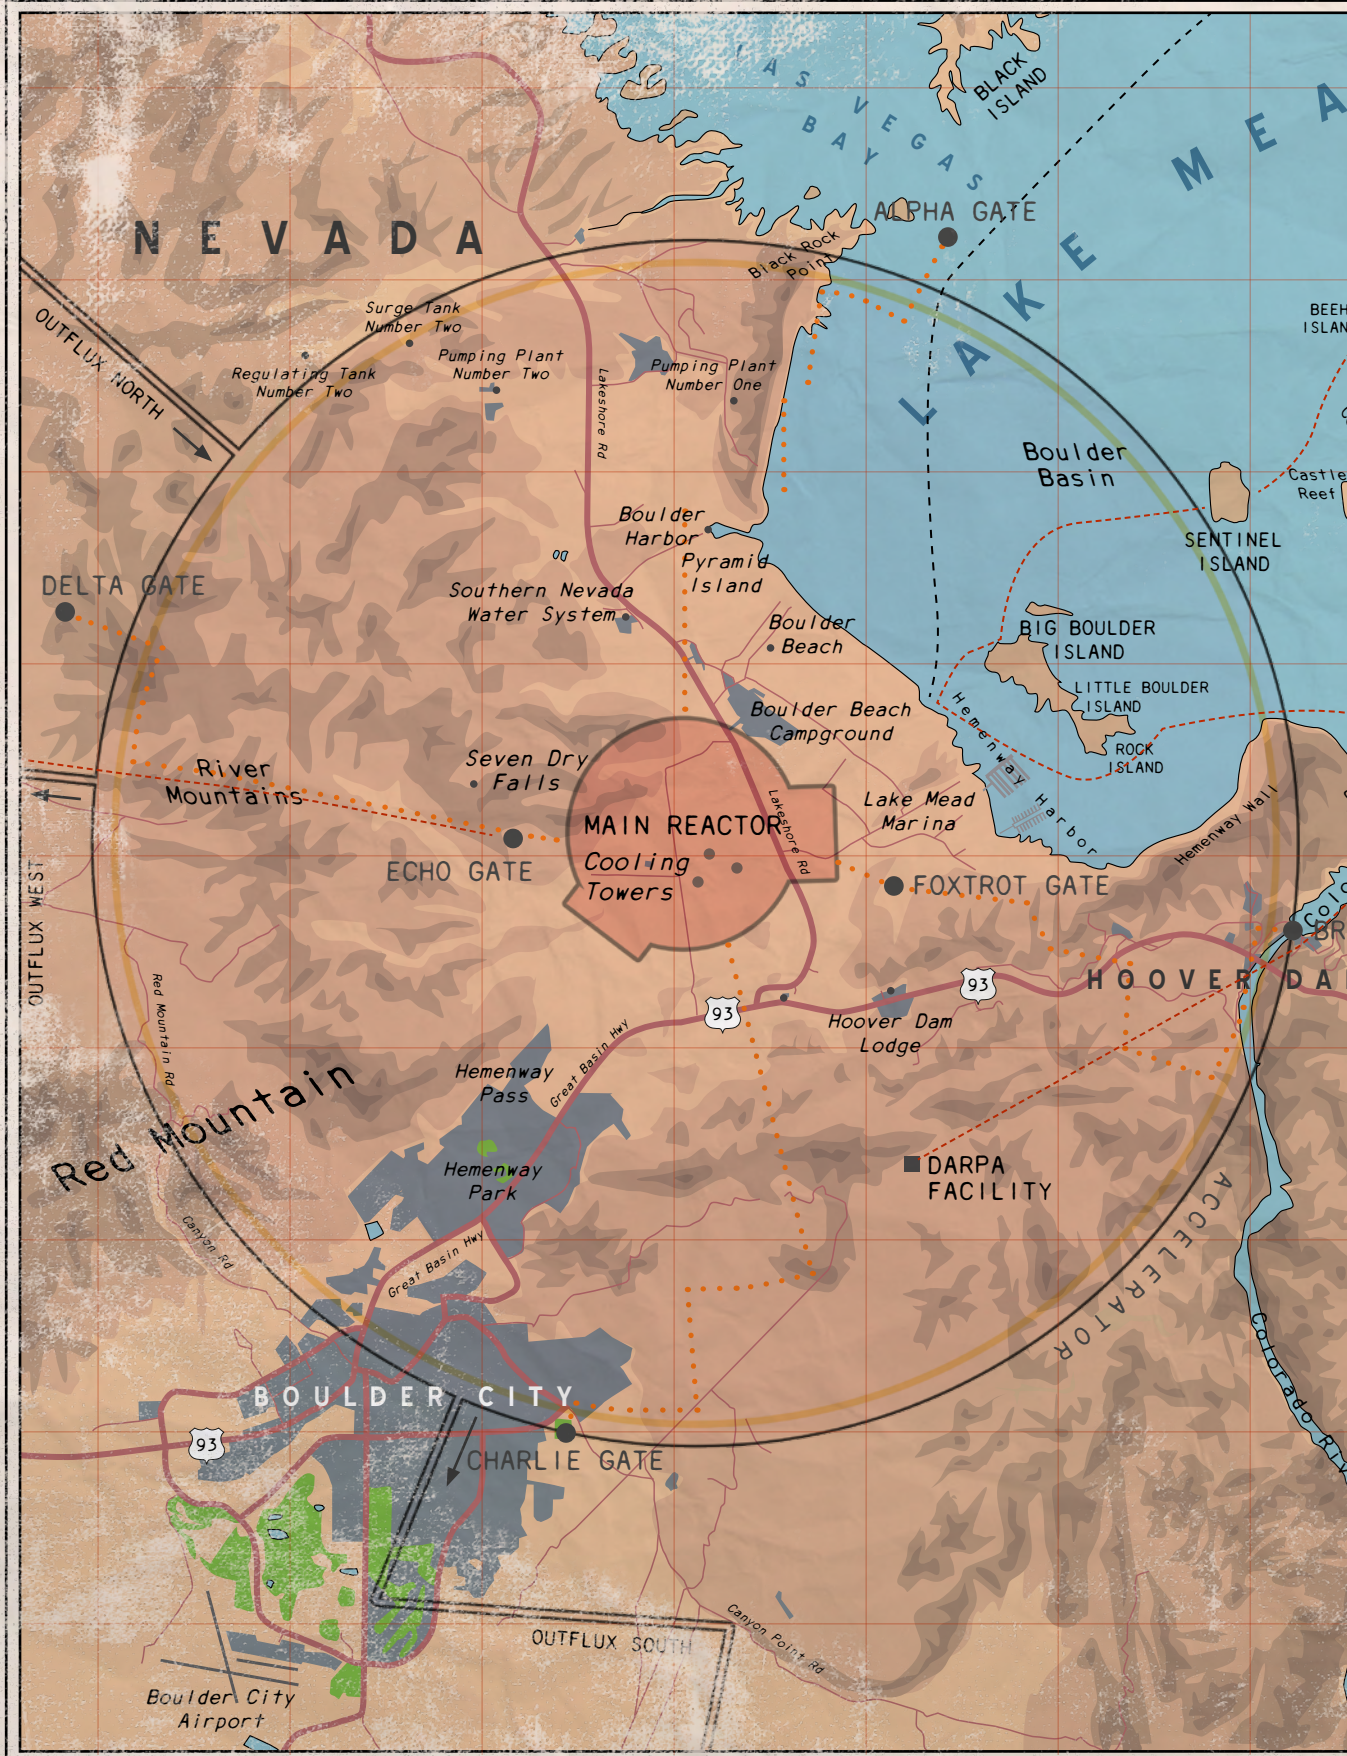 LAS VEGAS
BAY
BLACK
ISLAND
LAKE MEA
NEVADA
ALPHA GATE
Black Rock
Point
OUTFLUX NORTH
Surge Tank
Number Two
Regulating Tank
Number Two
Pumping Plant
Number Two
Pumping Plant
Number One
Lakeshore Rd
BEEH
ISLAN
Boulder
Basin
Castle
Reef
SENTINEL
ISLAND
Boulder
Harbor
Pyramid
Island
DELTA GATE
Southern Nevada
Water System
Boulder
Beach
BIG BOULDER
ISLAND
LITTLE BOULDER
ISLAND
ROCK
ISLAND
Boulder Beach
Campground
Hemenway Harbor
River
Mountains
Seven Dry
Falls
MAIN REACTOR
Cooling
Towers
Lakeshore Rd
Lake Mead
Marina
Hemenway Wall
ECHO GATE
FOXTROT GATE
OUTFLUX WEST
Colo
BR
HOOVER DA
93
93
Red Mountain Rd
Hoover Dam
Lodge
Great Basin Hwy
Hemenway
Pass
Red Mountain
Hemenway
Park
DARPA
FACILITY
ACCELERATOR
Canyon Rd
Great Basin Hwy
Colorado Riv
BOULDER CITY
93
CHARLIE GATE
OUTFLUX SOUTH
Canyon Point Rd
Boulder City
Airport